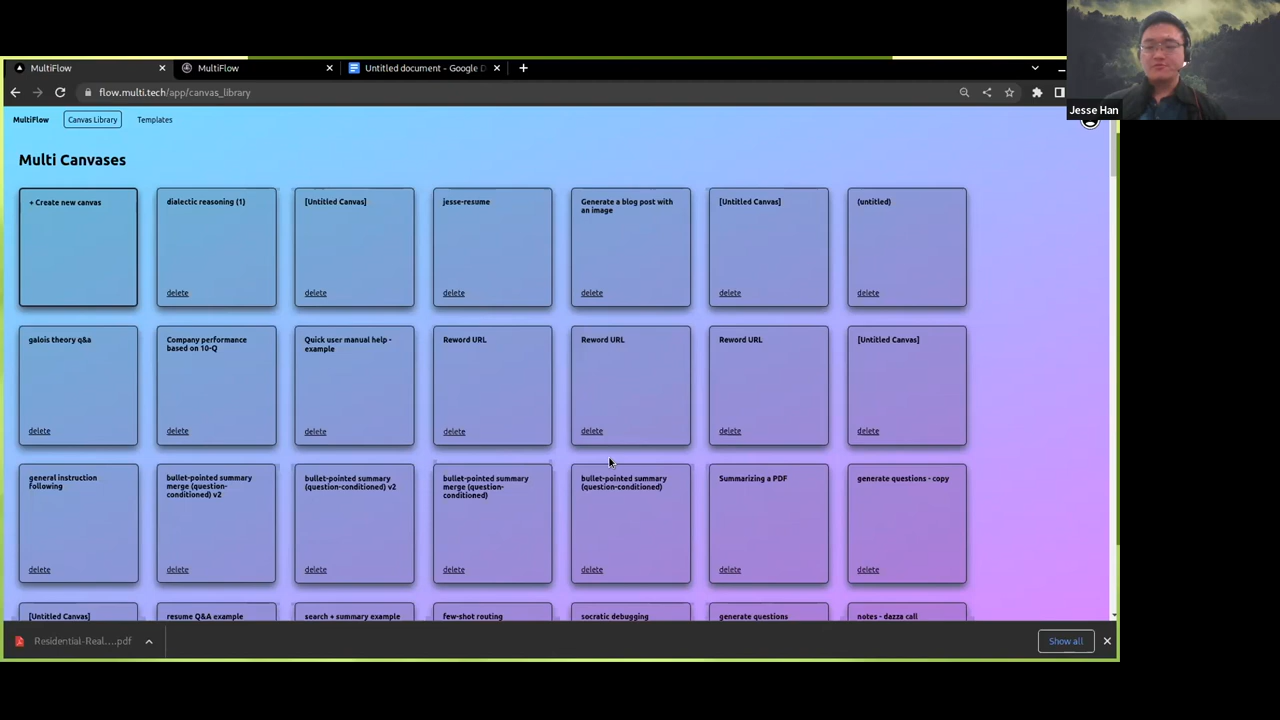 MultiFlow
MultiFlow
Untitled document - Google D
flow.multi.tech/app/canvas_library
Jesse Han
MultiFlow
Canvas Library
Templates
Multi Canvases
+ Create new canvas
dialectic reasoning (1)
delete
[Untitled Canvas]
delete
jesse-resume
delete
Generate a blog post with
an image
delete
[Untitled Canvas]
delete
(untitled)
delete
galois theory q&a
delete
Company performance
based on 10-Q
delete
Quick user manual help -
example
delete
Reword URL
delete
Reword URL
delete
Reword URL
delete
[Untitled Canvas]
delete
general instruction
following
delete
bullet-pointed summary
merge (question-
conditioned) v2
delete
bullet-pointed summary
(question-conditioned) v2
delete
bullet-pointed summary
merge (question-
conditioned)
delete
bullet-pointed summary
(question-conditioned)
delete
Summarizing a PDF
delete
generate questions - copy
delete
[Untitled Canvas]
resume Q&A example
search + summary example
few-shot routing
socratic debugging
generate questions
notes - dazza call
Residential-Real....pdf
Show all